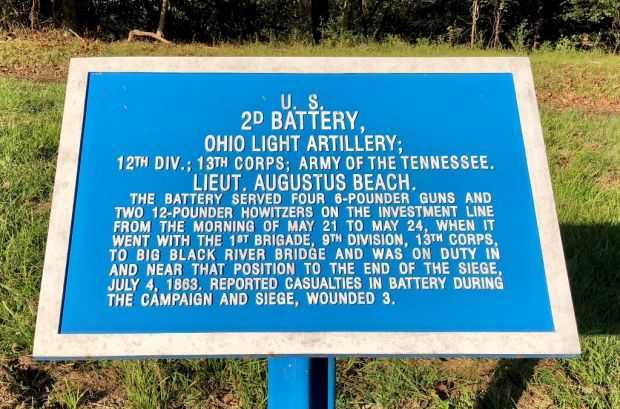 U. S.
2D BATTERY,
OHIO LIGHT ARTILLERY;
12TH DIV.; 13TH CORPS; ARMY OF THE TENNESSEE.
LIEUT. AUGUSTUS BEACH.
THE BATTERY SERVED FOUR 6-POUNDER GUNS AND
TWO 12-POUNDER HOWITZERS ON THE INVESTMENT LINE
FROM THE MORNING OF MAY 21 TO MAY 24, WHEN IT
WENT WITH THE 1ST BRIGADE, 9TH DIVISION, 13TH CORPS,
TO BIG BLACK RIVER BRIDGE AND WAS ON DUTY IN
AND NEAR THAT POSITION TO THE END OF THE SIEGE,
JULY 4, 1863. REPORTED CASUALTIES IN BATTERY DURING
THE CAMPAIGN AND SIEGE, WOUNDED 3.